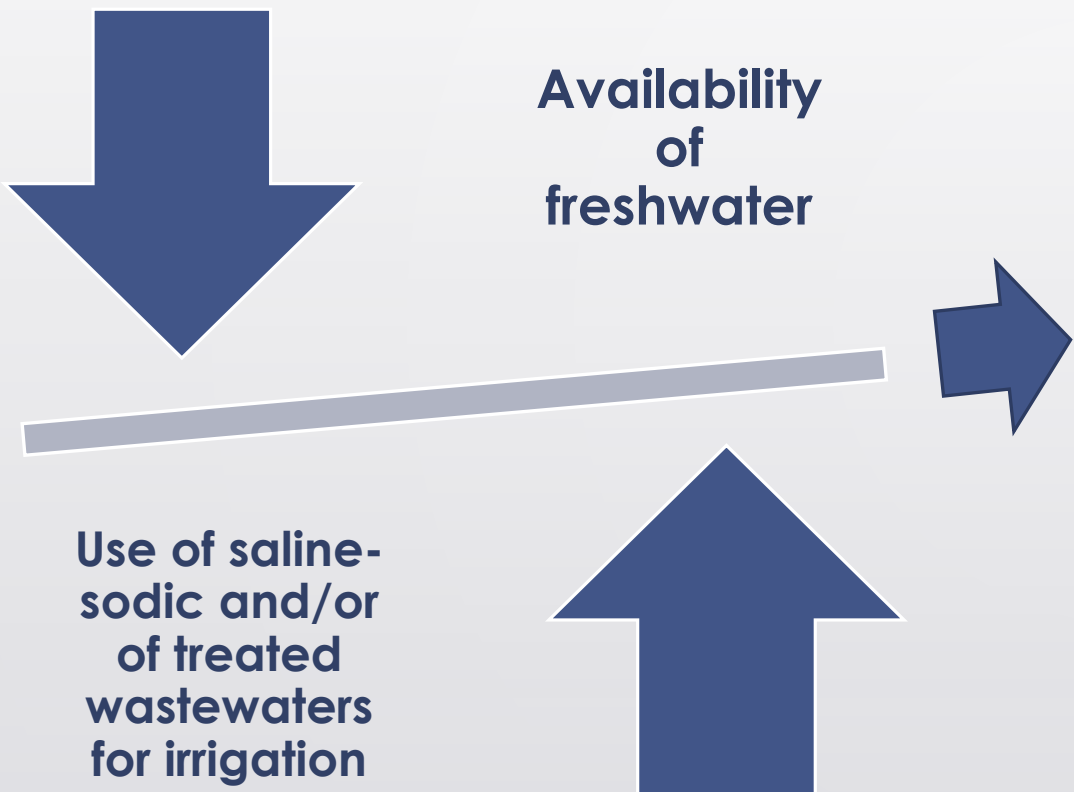 Availability
of
freshwater
Use of saline-
sodic and/or
of treated
wastewaters
for irrigation